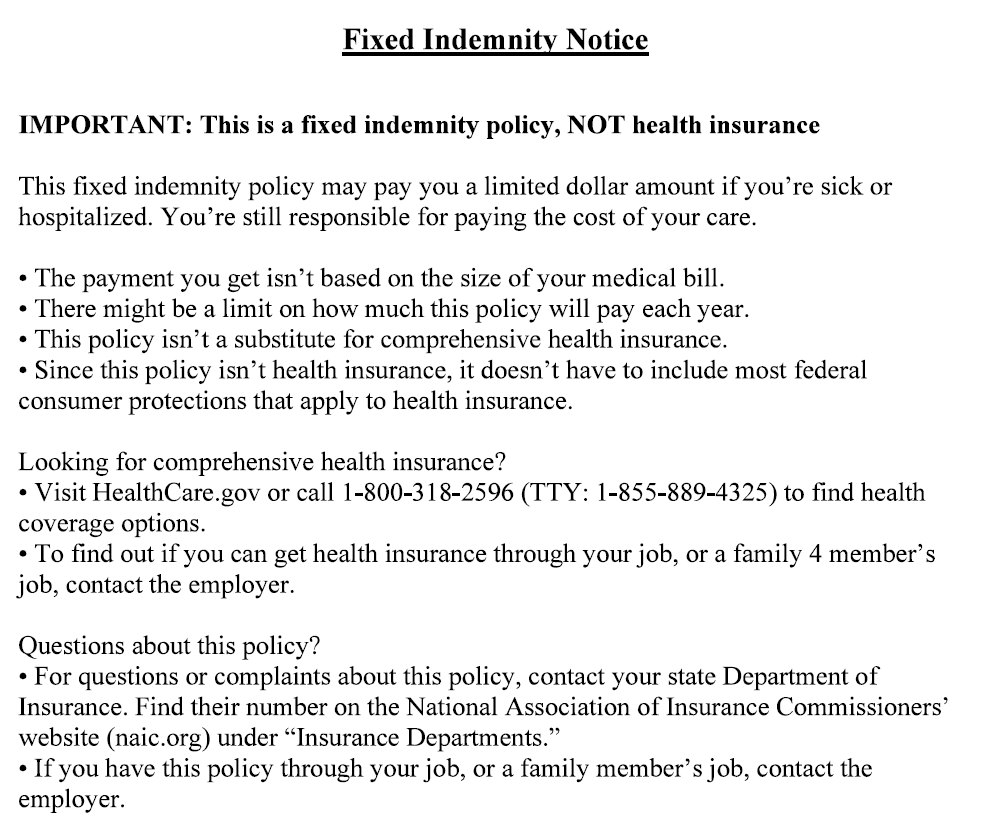 Fixed Indemnity Notice
IMPORTANT: This is a fixed indemnity policy, NOT health insurance
This fixed indemnity policy may pay you a limited dollar amount if you’re sick or
hospitalized. You’re still responsible for paying the cost of your care.
• The payment you get isn’t based on the size of your medical bill.
• There might be a limit on how much this policy will pay each year.
• This policy isn’t a substitute for comprehensive health insurance.
• Since this policy isn’t health insurance, it doesn’t have to include most federal
consumer protections that apply to health insurance.
Looking for comprehensive health insurance?
• Visit HealthCare.gov or call 1-800-318-2596 (TTY: 1-855-889-4325) to find health
coverage options.
• To find out if you can get health insurance through your job, or a family 4 member’s
job, contact the employer.
Questions about this policy?
• For questions or complaints about this policy, contact your state Department of
Insurance. Find their number on the National Association of Insurance Commissioners’
website (naic.org) under “Insurance Departments.”
• If you have this policy through your job, or a family member’s job, contact the
employer.